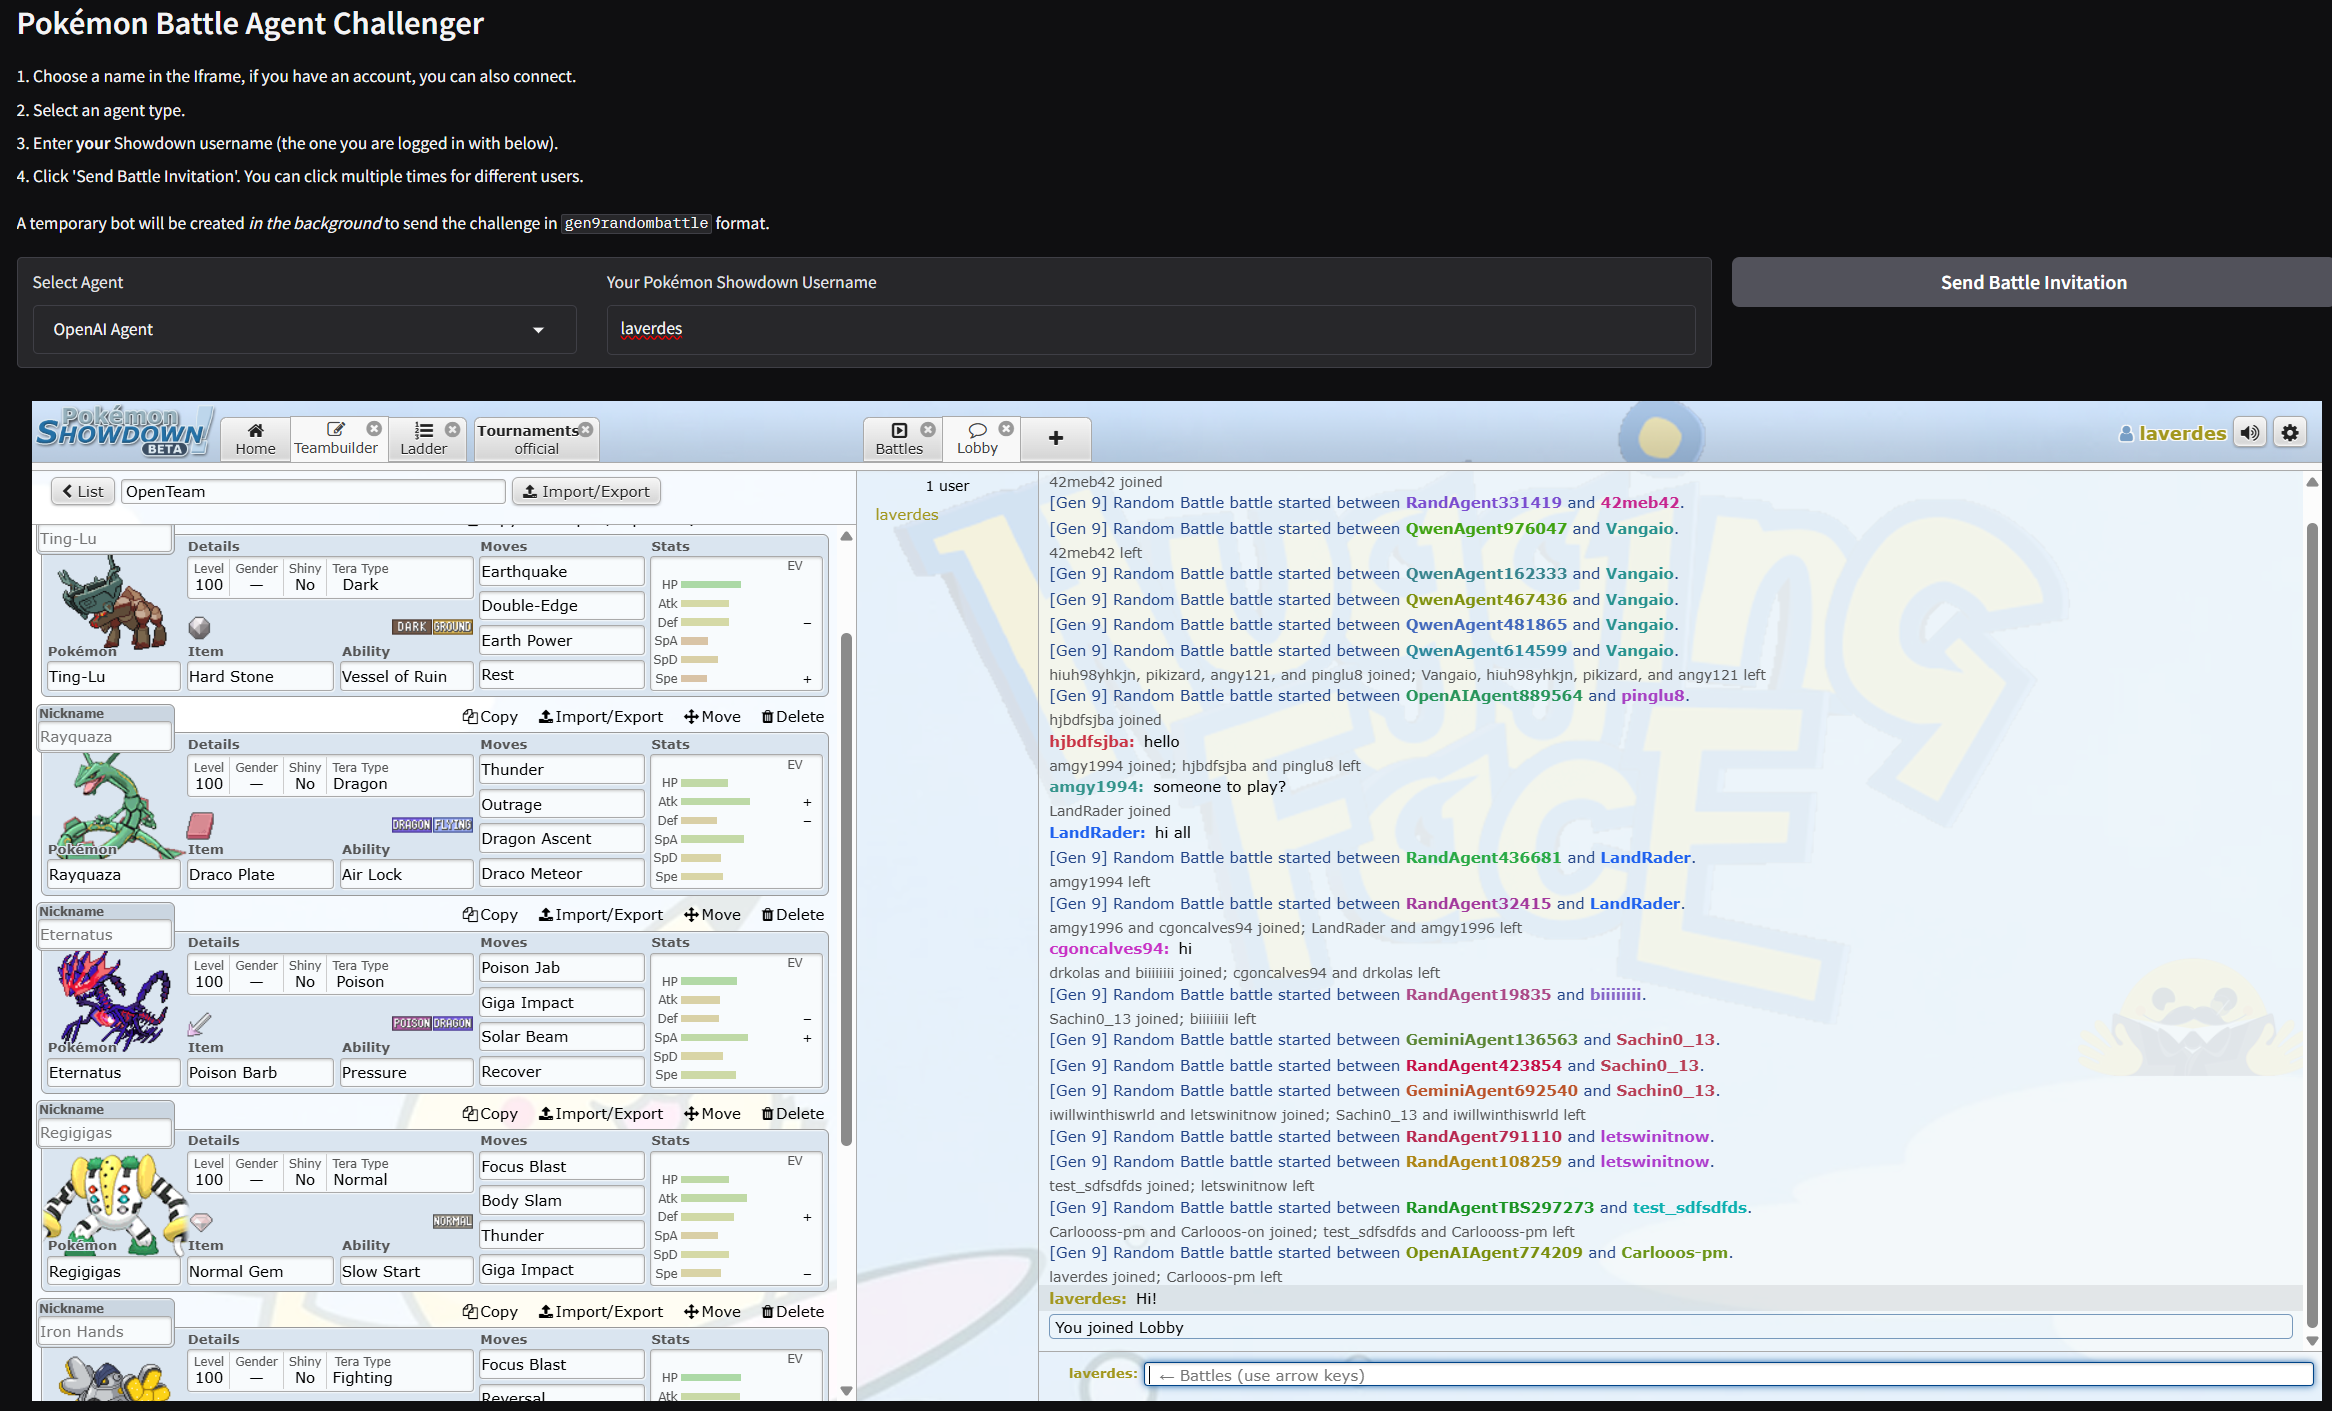 Pokémon Battle Agent Challenger
1. Choose a name in the Iframe, if you have an account, you can also connect.
2. Select an agent type.
3. Enter your Showdown username (the one you are logged in with below).
4. Click 'Send Battle Invitation'. You can click multiple times for different users.
A temporary bot will be created in the background to send the challenge in gen9randombattle format.
Select Agent
OpenAI Agent
Your Pokémon Showdown Username
laverdes
Send Battle Invitation
Pokémon
SHOWDOWN!
BETA
Home
Teambuilder
Ladder
Tournaments
official
Battles
Lobby
+
laverdes
List
OpenTeam
Import/Export
Ting-Lu
Details
Moves
Stats
Level
100
Gender
—
Shiny
No
Tera Type
Dark
DARK GROUND
Pokémon
Ting-Lu
Item
Hard Stone
Ability
Vessel of Ruin
Earthquake
Double-Edge
Earth Power
Rest
EV
HP
Atk
Def −
SpA
SpD
Spe +
Nickname
Rayquaza
Copy Import/Export Move Delete
Details
Moves
Stats
Level
100
Gender
—
Shiny
No
Tera Type
Dragon
DRAGON FLYING
Pokémon
Rayquaza
Item
Draco Plate
Ability
Air Lock
Thunder
Outrage
Dragon Ascent
Draco Meteor
EV
HP
Atk +
Def −
SpA
SpD
Spe
Nickname
Eternatus
Copy Import/Export Move Delete
Details
Moves
Stats
Level
100
Gender
—
Shiny
No
Tera Type
Poison
POISON DRAGON
Pokémon
Eternatus
Item
Poison Barb
Ability
Pressure
Poison Jab
Giga Impact
Solar Beam
Recover
EV
HP
Atk
Def −
SpA +
SpD
Spe
Nickname
Regigigas
Copy Import/Export Move Delete
Details
Moves
Stats
Level
100
Gender
—
Shiny
No
Tera Type
Normal
NORMAL
Pokémon
Regigigas
Item
Normal Gem
Ability
Slow Start
Focus Blast
Body Slam
Thunder
Giga Impact
EV
HP
Atk
Def +
SpA
SpD
Spe −
Nickname
Iron Hands
Copy Import/Export Move Delete
Details
Moves
Stats
Level
100
Gender
—
Shiny
No
Tera Type
Fighting
Focus Blast
Reversal
EV
HP
Atk
1 user
laverdes
Hugging
Face
42meb42 joined
[Gen 9] Random Battle battle started between RandAgent331419 and 42meb42.
[Gen 9] Random Battle battle started between QwenAgent976047 and Vangaio.
42meb42 left
[Gen 9] Random Battle battle started between QwenAgent162333 and Vangaio.
[Gen 9] Random Battle battle started between QwenAgent467436 and Vangaio.
[Gen 9] Random Battle battle started between QwenAgent481865 and Vangaio.
[Gen 9] Random Battle battle started between QwenAgent614599 and Vangaio.
hiuh98yhkjn, pikizard, angy121, and pinglu8 joined; Vangaio, hiuh98yhkjn, pikizard, and angy121 left
[Gen 9] Random Battle battle started between OpenAIAgent889564 and pinglu8.
hjbdfsjba joined
hjbdfsjba: hello
amgy1994 joined; hjbdfsjba and pinglu8 left
amgy1994: someone to play?
LandRader joined
LandRader: hi all
[Gen 9] Random Battle battle started between RandAgent436681 and LandRader.
amgy1994 left
[Gen 9] Random Battle battle started between RandAgent32415 and LandRader.
amgy1996 and cgoncalves94 joined; LandRader and amgy1996 left
cgoncalves94: hi
drkolas and biiiiiiii joined; cgoncalves94 and drkolas left
[Gen 9] Random Battle battle started between RandAgent19835 and biiiiiiii.
Sachin0_13 joined; biiiiiiii left
[Gen 9] Random Battle battle started between GeminiAgent136563 and Sachin0_13.
[Gen 9] Random Battle battle started between RandAgent423854 and Sachin0_13.
[Gen 9] Random Battle battle started between GeminiAgent692540 and Sachin0_13.
iwillwinthiswrld and letswinitnow joined; Sachin0_13 and iwillwinthiswrld left
[Gen 9] Random Battle battle started between RandAgent791110 and letswinitnow.
[Gen 9] Random Battle battle started between RandAgent108259 and letswinitnow.
test_sdfsdfds joined; letswinitnow left
[Gen 9] Random Battle battle started between RandAgentTBS297273 and test_sdfsdfds.
Carloooss-pm and Carlooos-on joined; test_sdfsdfds and Carloooss-pm left
[Gen 9] Random Battle battle started between OpenAIAgent774209 and Carlooos-pm.
laverdes joined; Carlooos-pm left
laverdes: Hi!
You joined Lobby
laverdes: ← Battles (use arrow keys)